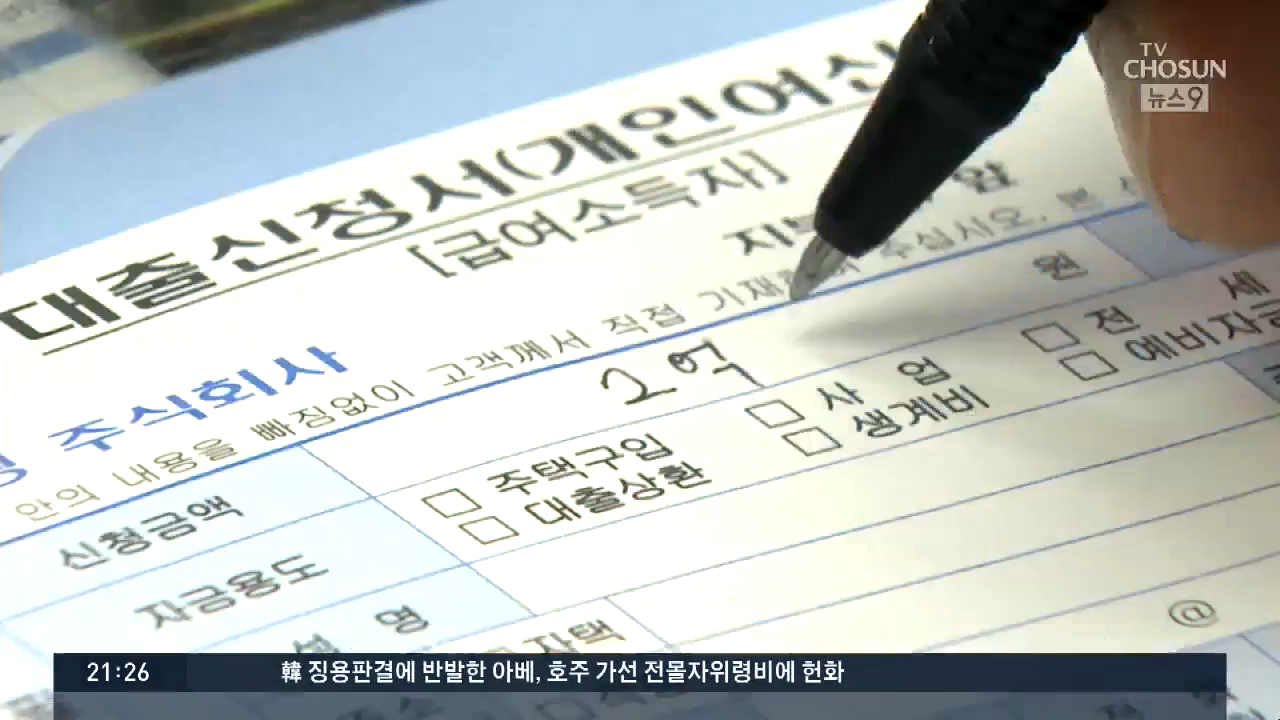 TV
CHOSUN
뉴스9
대출신청서(개인여신
[급여소득자]
주식회사
안의 내용을 빠짐없이 고객께서 직접 기재 주십시오. 본
신청금액
2억
원
자금용도
주택구입
사 업
전 세
대출상환
생계비
예비자금
성 명
자택
@
21:26
韓 징용판결에 반발한 아베, 호주 가선 전몰자위령비에 헌화